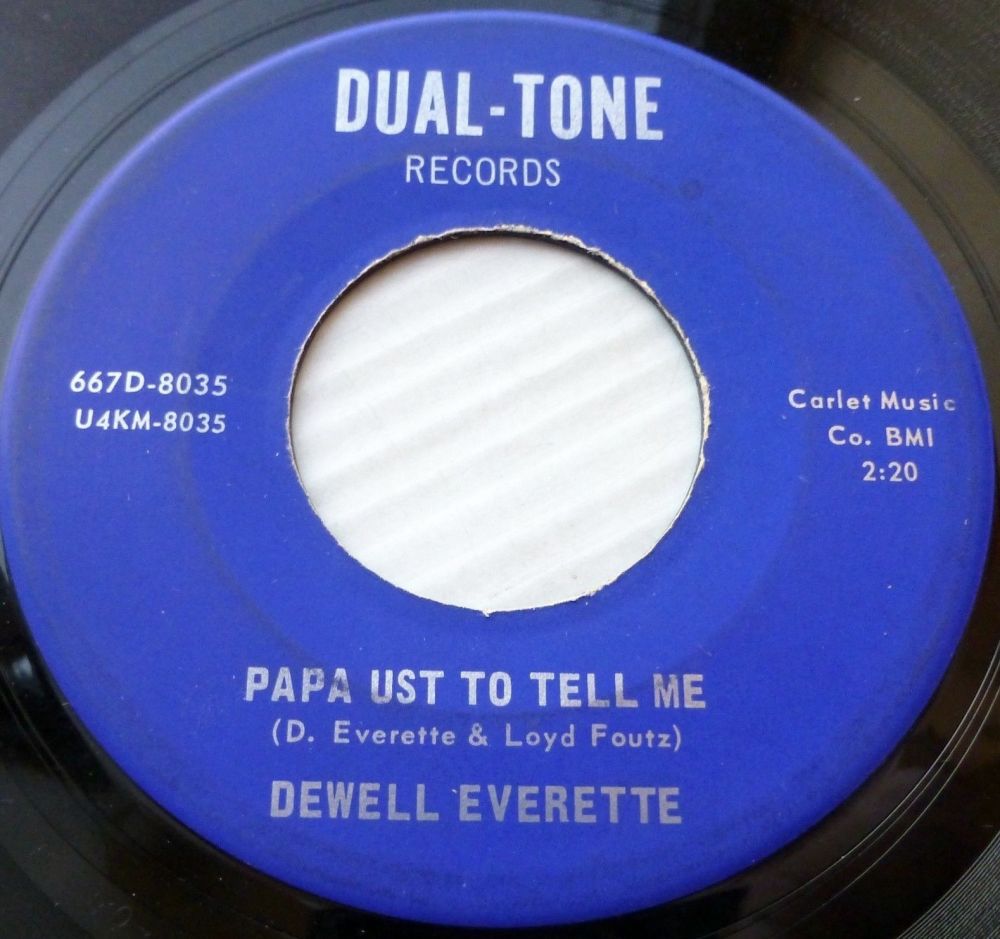 DUAL-TONE
RECORDS
667D-8035
U4KM-8035
Carlet Music
Co. BMI
2:20
PAPA UST TO TELL ME
(D. Everette & Loyd Foutz)
DEWELL EVERETTE